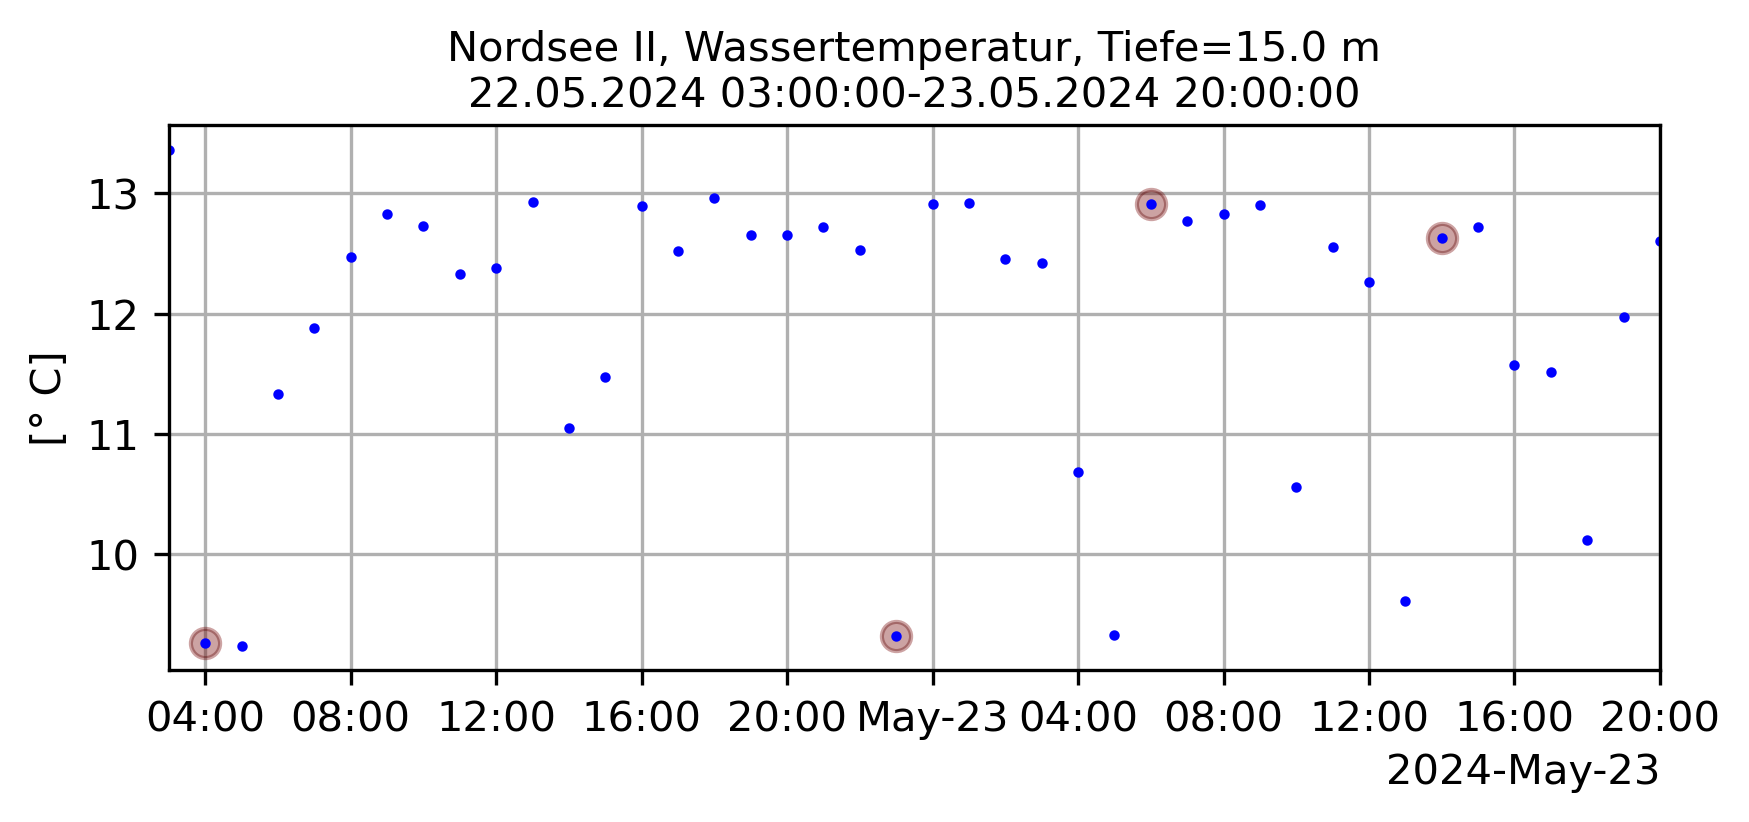 Nordsee II, Wassertemperatur, Tiefe=15.0 m
22.05.2024 03:00:00-23.05.2024 20:00:00
[° C]
13
12
11
10
04:00 08:00 12:00 16:00 20:00 May-23 04:00 08:00 12:00 16:00 20:00
2024-May-23